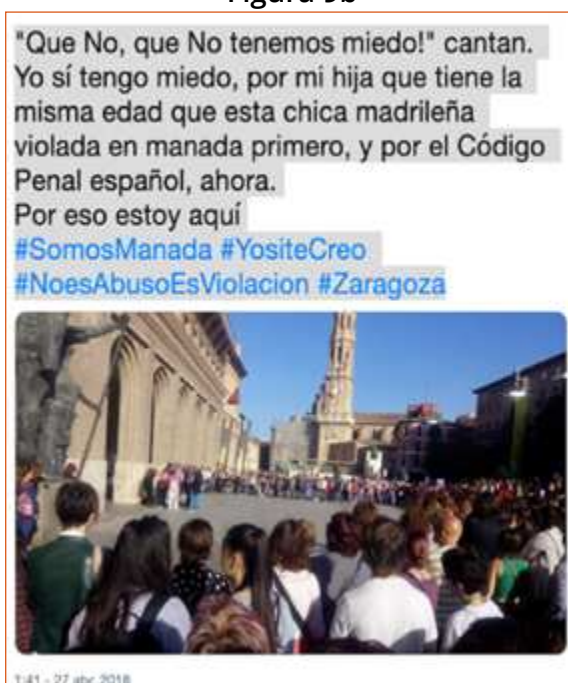 Figura 9b
"Que No, que No tenemos miedo!" cantan.
Yo sí tengo miedo, por mi hija que tiene la
misma edad que esta chica madrileña
violada en manada primero, y por el Código
Penal español, ahora.
Por eso estoy aquí
#SomosManada #YositeCreo
#NoesAbusoEsViolacion #Zaragoza
1:41 - 27 abr. 2018